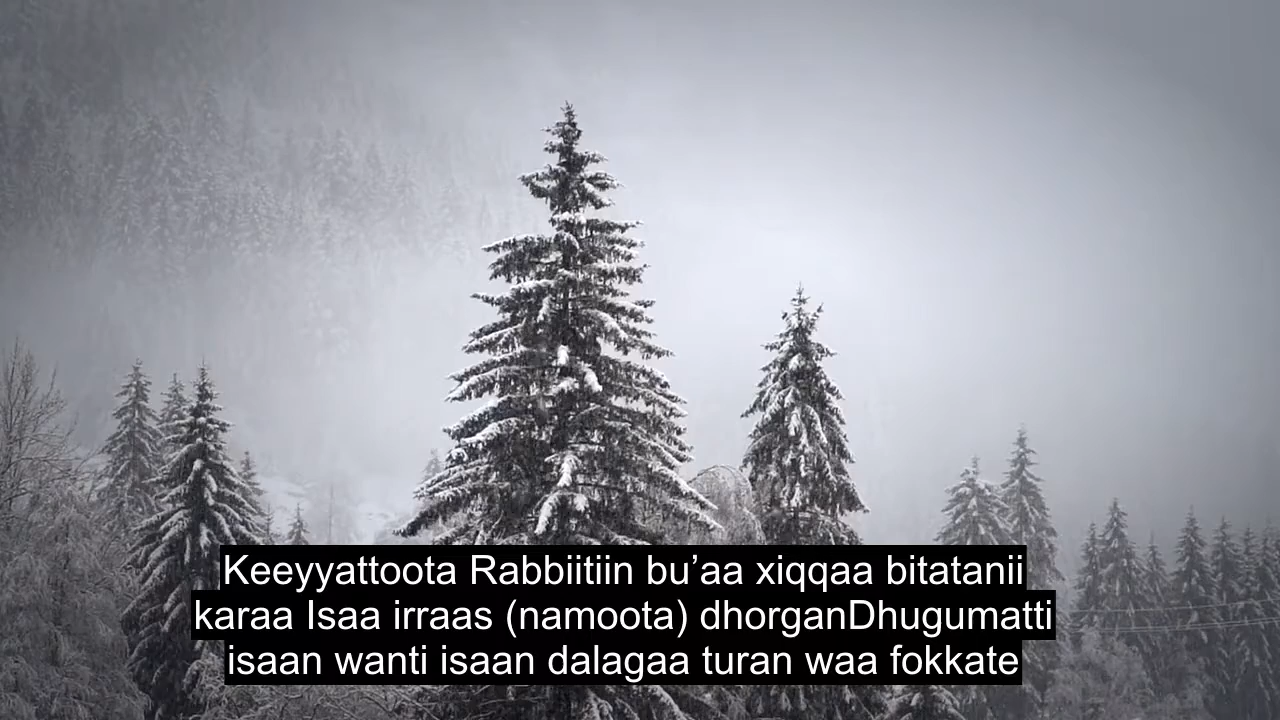 Keeyyattoota Rabbiitiin bu’aa xiqqaa bitatanii
karaa Isaa irraas (namoota) dhorganDhugumatti
isaan wanti isaan dalagaa turan waa fokkate